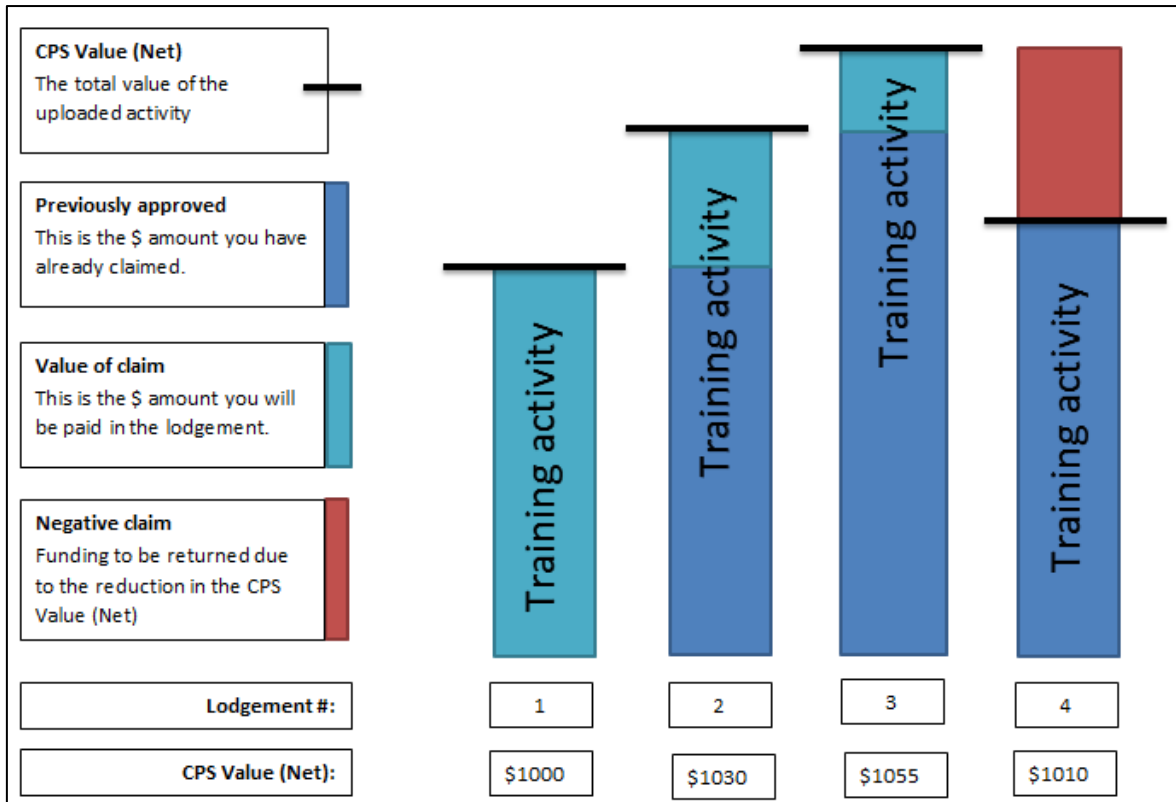 CPS Value (Net)
The total value of the
uploaded activity
Previously approved
This is the $ amount you have
already claimed.
Value of claim
This is the $ amount you will
be paid in the lodgement.
Negative claim
Funding to be returned due
to the reduction in the CPS
Value (Net)
Training activity
Training activity
Training activity
Training activity
Lodgement #:
1
2
3
4
CPS Value (Net):
$1000
$1030
$1055
$1010